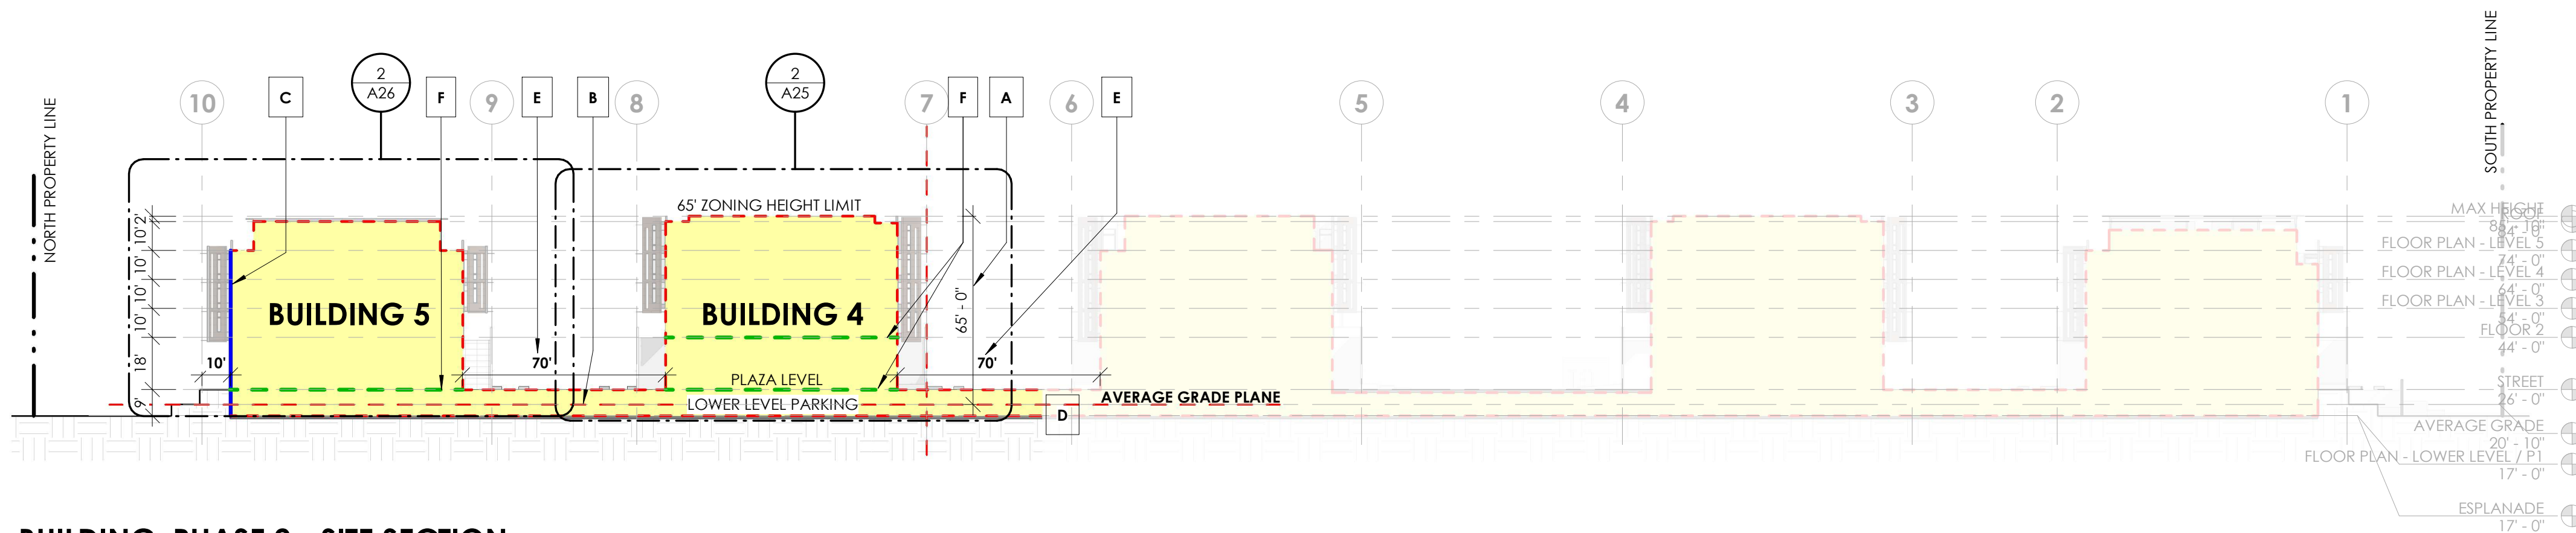 NORTH PROPERTY LINE
SOUTH PROPERTY LINE
2
A26
2
A25
10
C
F
9
E
B
8
7
F
A
6
E
5
4
3
2
1
65' ZONING HEIGHT LIMIT
2'
10'
10'
10'
10'
18'
9'
BUILDING 5
BUILDING 4
65' - 0"
10'
70'
70'
PLAZA LEVEL
LOWER LEVEL PARKING
AVERAGE GRADE PLANE
D
MAX HEIGHT
ROOF
84' - 0"
FLOOR PLAN - LEVEL 5
74' - 0"
FLOOR PLAN - LEVEL 4
64' - 0"
FLOOR PLAN - LEVEL 3
54' - 0"
FLOOR 2
44' - 0"
STREET
26' - 0"
AVERAGE GRADE
20' - 10"
FLOOR PLAN - LOWER LEVEL / P1
17' - 0"
ESPLANADE
17' - 0"